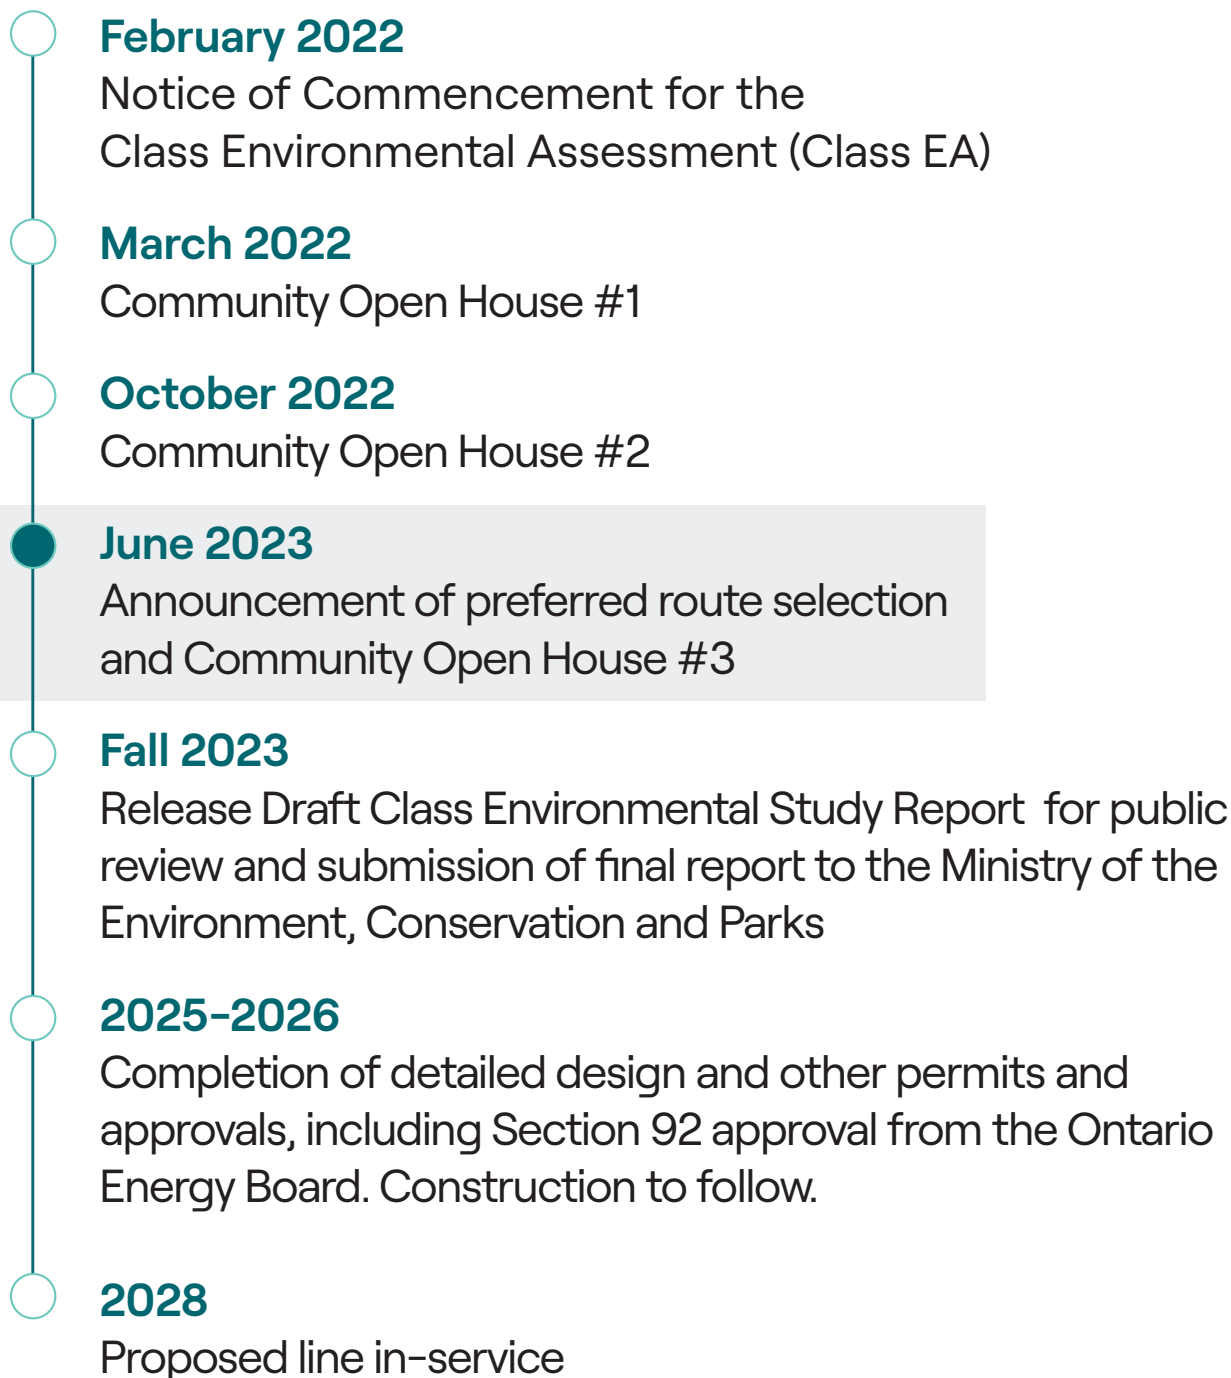 February 2022
Notice of Commencement for the
Class Environmental Assessment (Class EA)
March 2022
Community Open House #1
October 2022
Community Open House #2
June 2023
Announcement of preferred route selection
and Community Open House #3
Fall 2023
Release Draft Class Environmental Study Report  for public
review and submission of final report to the Ministry of the
Environment, Conservation and Parks
2025-2026
Completion of detailed design and other permits and
approvals, including Section 92 approval from the Ontario
Energy Board. Construction to follow.
2028
Proposed line in-service